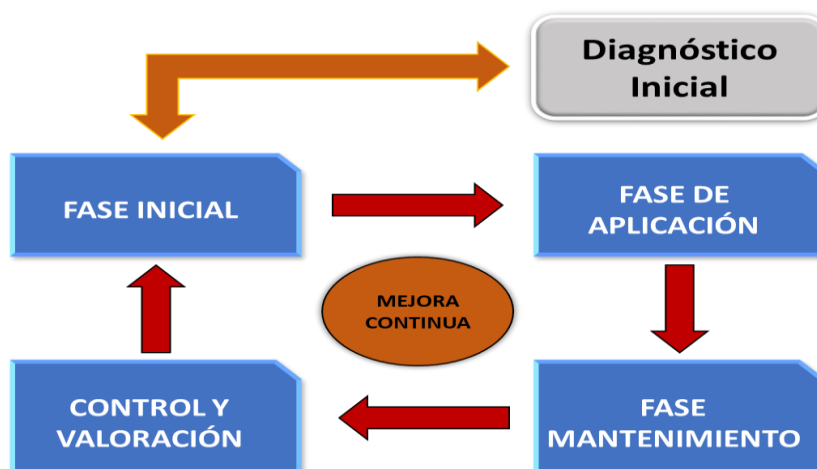 Diagnóstico
Inicial
FASE INICIAL
FASE DE
APLICACIÓN
MEJORA
CONTINUA
CONTROL Y
VALORACIÓN
FASE
MANTENIMIENTO